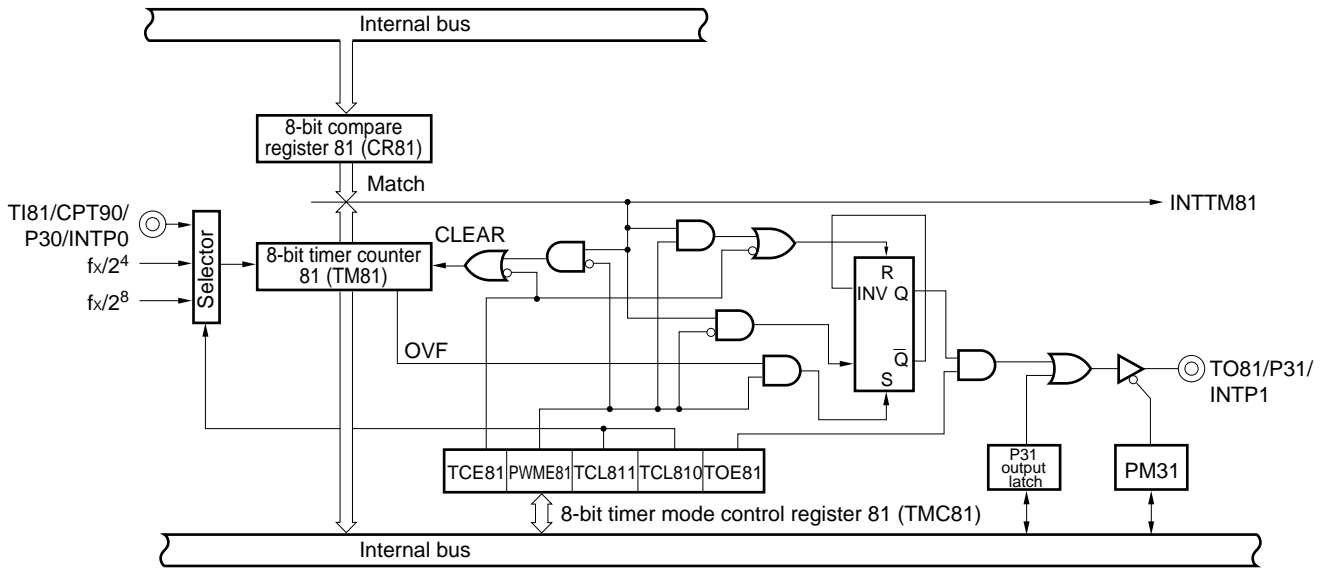 Internal bus
8-bit compare
register 81 (CR81)
Match
TI81/CPT90/
P30/INTP0
INTTM81
Selector
fX/2⁴
fX/2⁸
8-bit timer counter
81 (TM81)
CLEAR
OVF
R
INV Q
Q̅
S
TO81/P31/
INTP1
TCE81 PWME81 TCL811 TCL810 TOE81
P31
output
latch
PM31
8-bit timer mode control register 81 (TMC81)
Internal bus